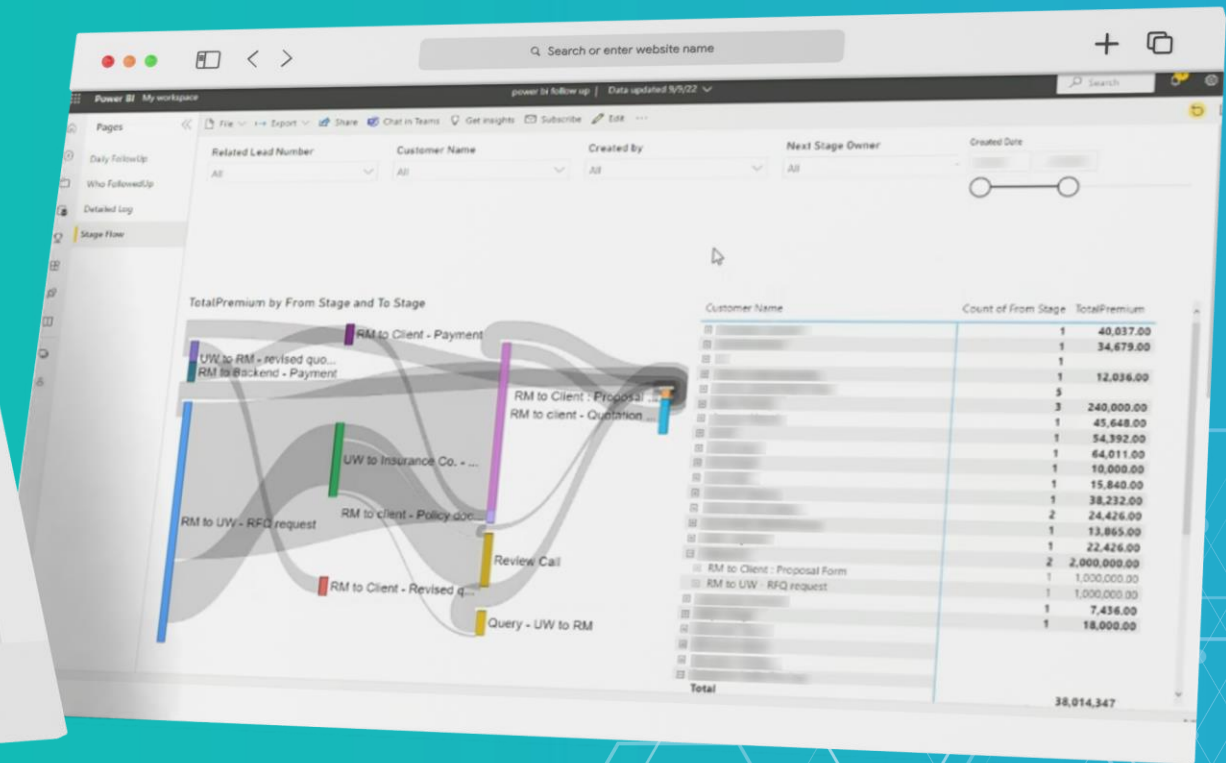 Search or enter website name
Power BI My workspace
power bi follow up | Data updated 9/9/22
Search
Pages
File Export Share Chat in Teams Get insights Subscribe Edit ...
Daily FollowUp
Who FollowedUp
Detailed Log
Stage Flow
Related Lead Number
All
Customer Name
All
Created by
All
Next Stage Owner
All
Created Date
TotalPremium by From Stage and To Stage
RM to Client - Payment
UW to RM - revised quo...
RM to Backend - Payment
RM to Client : Proposal ...
RM to client - Quotation ...
UW to Insurance Co. - ...
RM to client - Policy doc...
RM to UW - RFQ request
Review Call
RM to Client - Revised q...
Query - UW to RM
Customer Name Count of From Stage TotalPremium
1 40,037.00
1 34,679.00
1
1 12,036.00
5
3 240,000.00
1 45,648.00
1 54,392.00
1 64,011.00
1 10,000.00
1 15,840.00
1 38,232.00
2 24,426.00
1 13,865.00
1 22,426.00
2 2,000,000.00
RM to Client : Proposal Form 1 1,000,000.00
RM to UW - RFQ request 1 1,000,000.00
1 7,436.00
1 18,000.00
Total 38,014,347